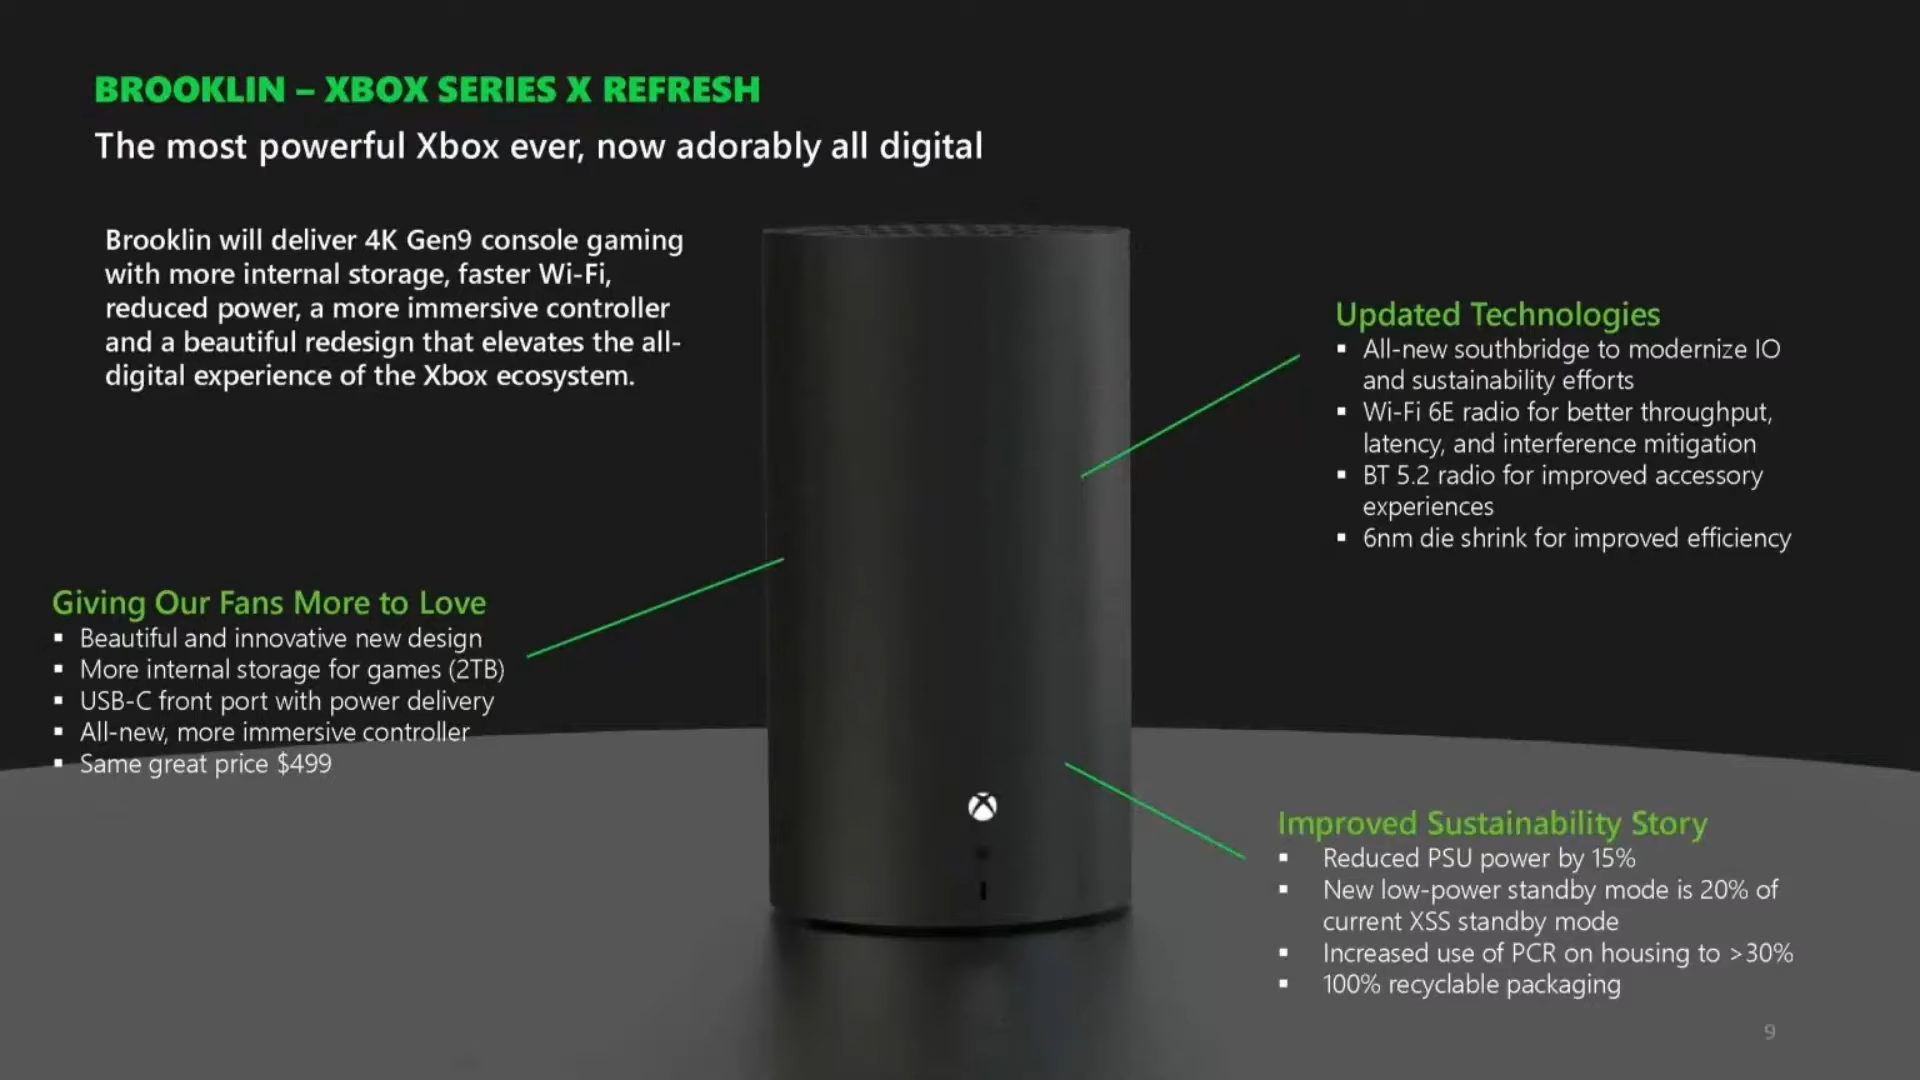 BROOKLIN – XBOX SERIES X REFRESH
The most powerful Xbox ever, now adorably all digital
Brooklin will deliver 4K Gen9 console gaming
with more internal storage, faster Wi-Fi,
reduced power, a more immersive controller
and a beautiful redesign that elevates the all-
digital experience of the Xbox ecosystem.
Giving Our Fans More to Love
▪ Beautiful and innovative new design
▪ More internal storage for games (2TB)
▪ USB-C front port with power delivery
▪ All-new, more immersive controller
▪ Same great price $499
Updated Technologies
▪ All-new southbridge to modernize IO
and sustainability efforts
▪ Wi-Fi 6E radio for better throughput,
latency, and interference mitigation
▪ BT 5.2 radio for improved accessory
experiences
▪ 6nm die shrink for improved efficiency
Improved Sustainability Story
▪ Reduced PSU power by 15%
▪ New low-power standby mode is 20% of
current XSS standby mode
▪ Increased use of PCR on housing to >30%
▪ 100% recyclable packaging
9